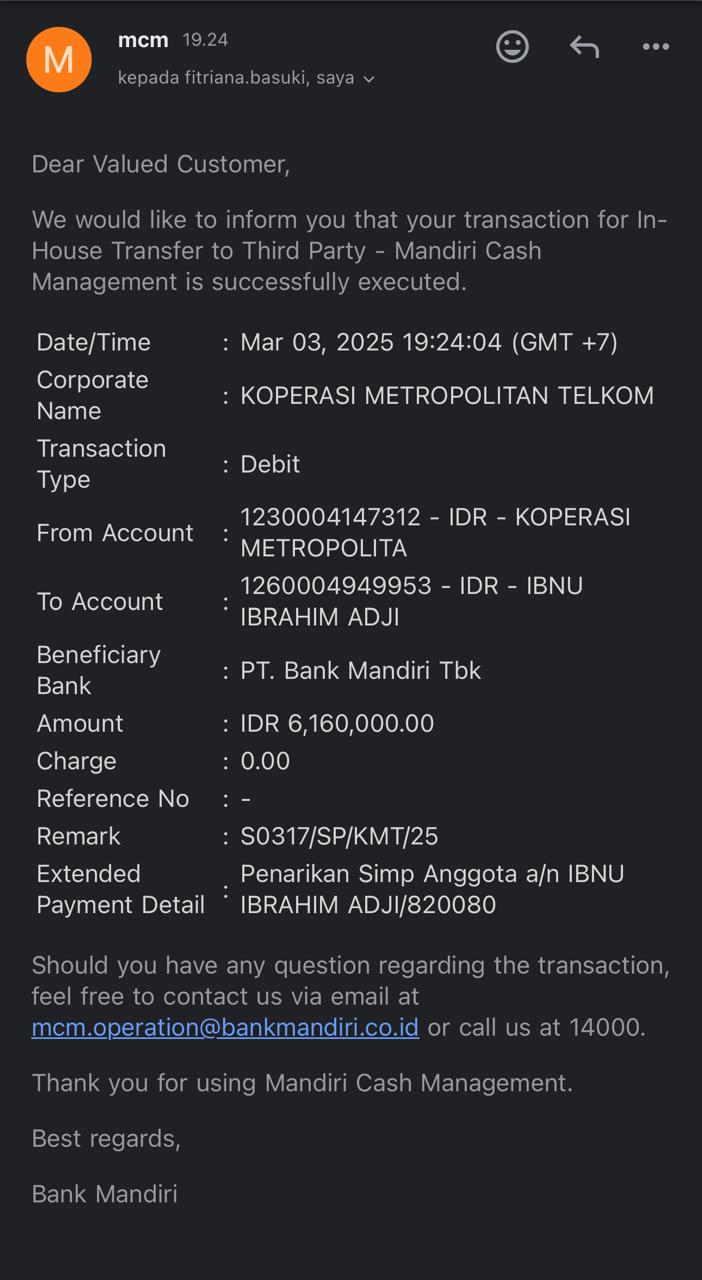 M
mcm 19.24
kepada fitriana.basuki, saya
Dear Valued Customer,
We would like to inform you that your transaction for In-
House Transfer to Third Party - Mandiri Cash
Management is successfully executed.
Date/Time : Mar 03, 2025 19:24:04 (GMT +7)
Corporate
Name : KOPERASI METROPOLITAN TELKOM
Transaction
Type : Debit
From Account : 1230004147312 - IDR - KOPERASI
METROPOLITA
To Account : 1260004949953 - IDR - IBNU
IBRAHIM ADJI
Beneficiary
Bank : PT. Bank Mandiri Tbk
Amount : IDR 6,160,000.00
Charge : 0.00
Reference No : -
Remark : S0317/SP/KMT/25
Extended
Payment Detail : Penarikan Simp Anggota a/n IBNU
IBRAHIM ADJI/820080
Should you have any question regarding the transaction,
feel free to contact us via email at
mcm.operation@bankmandiri.co.id or call us at 14000.
Thank you for using Mandiri Cash Management.
Best regards,
Bank Mandiri